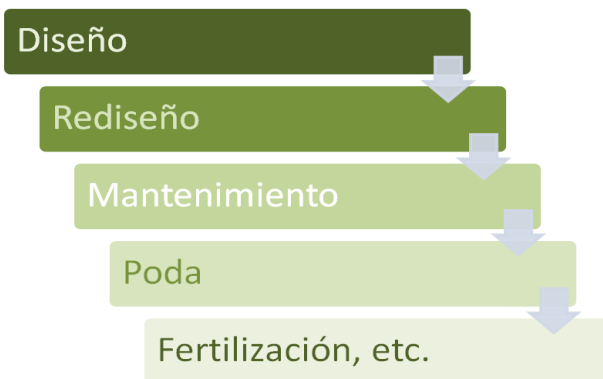 Diseño
Rediseño
Mantenimiento
Poda
Fertilización, etc.